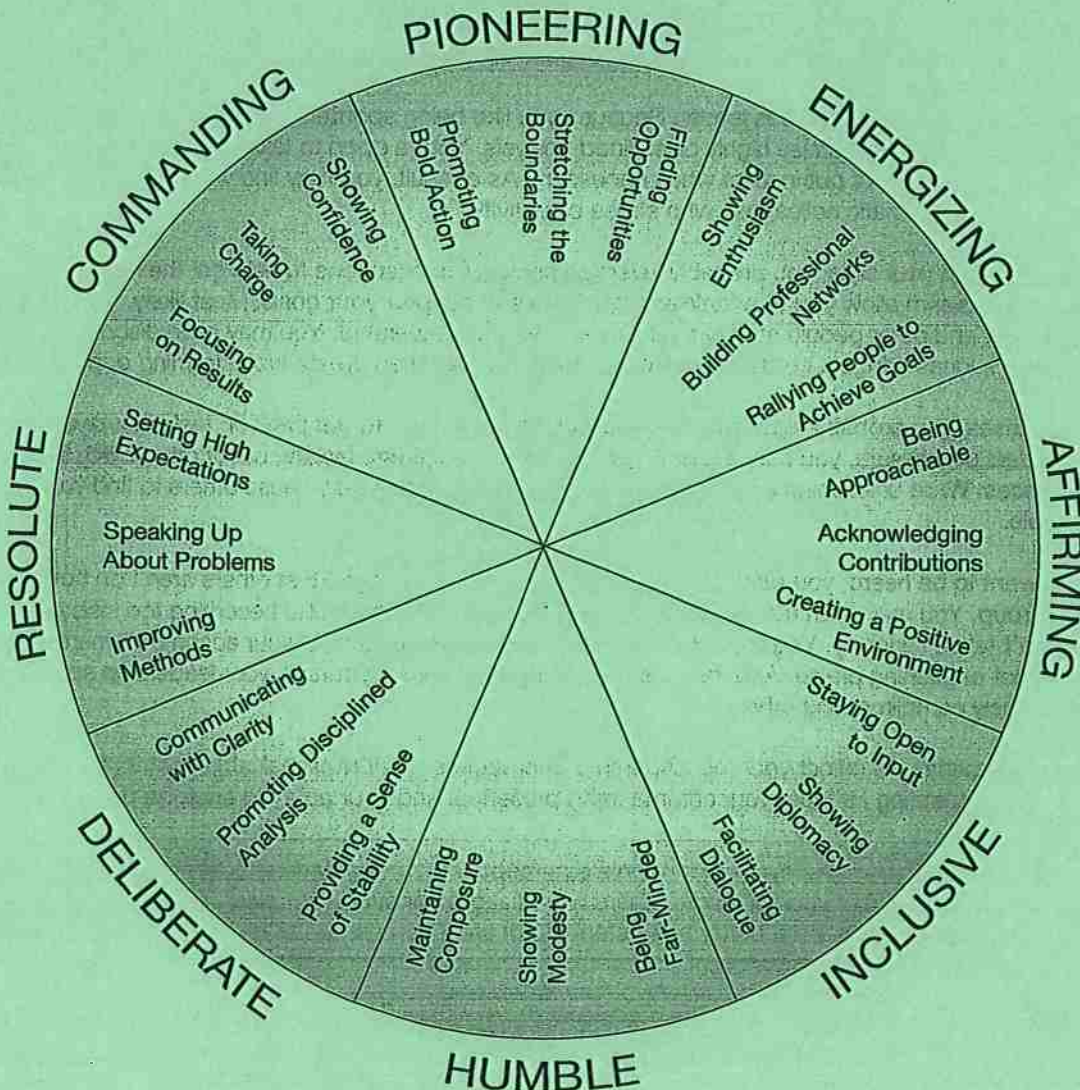 PIONEERING
Finding
Opportunities
Stretching the
Boundaries
Promoting
Bold Action
ENERGIZING
Showing
Enthusiasm
Building Professional
Networks
Rallying People to
Achieve Goals
AFFIRMING
Being
Approachable
Acknowledging
Contributions
Creating a Positive
Environment
INCLUSIVE
Staying Open
to Input
Showing
Diplomacy
Facilitating
Dialogue
HUMBLE
Being
Fair-Minded
Showing
Modesty
Maintaining
Composure
DELIBERATE
Providing a Sense
of Stability
Promoting Disciplined
Analysis
Communicating
with Clarity
RESOLUTE
Improving
Methods
Speaking Up
About Problems
Setting High
Expectations
COMMANDING
Focusing
on Results
Taking
Charge
Showing
Confidence